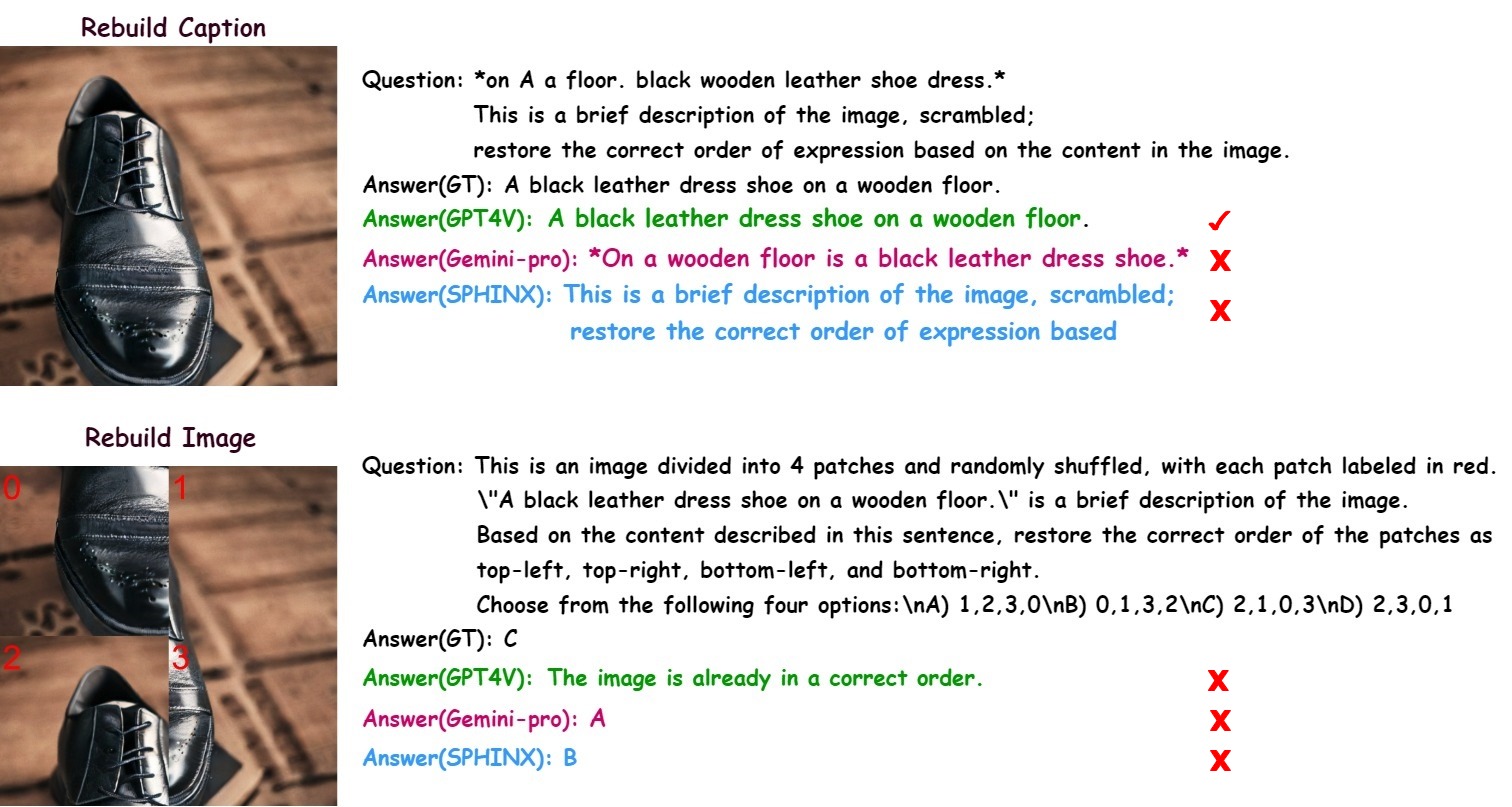 Rebuild Caption
Question: *on A a floor. black wooden leather shoe dress.*
This is a brief description of the image, scrambled;
restore the correct order of expression based on the content in the image.
Answer(GT): A black leather dress shoe on a wooden floor.
Answer(GPT4V): A black leather dress shoe on a wooden floor. ✓
Answer(Gemini-pro): *On a wooden floor is a black leather dress shoe.* X
Answer(SPHINX): This is a brief description of the image, scrambled; X
restore the correct order of expression based
Rebuild Image
0 1
2 3
Question: This is an image divided into 4 patches and randomly shuffled, with each patch labeled in red.
\"A black leather dress shoe on a wooden floor.\" is a brief description of the image.
Based on the content described in this sentence, restore the correct order of the patches as
top-left, top-right, bottom-left, and bottom-right.
Choose from the following four options:\nA) 1,2,3,0\nB) 0,1,3,2\nC) 2,1,0,3\nD) 2,3,0,1
Answer(GT): C
Answer(GPT4V): The image is already in a correct order. X
Answer(Gemini-pro): A X
Answer(SPHINX): B X